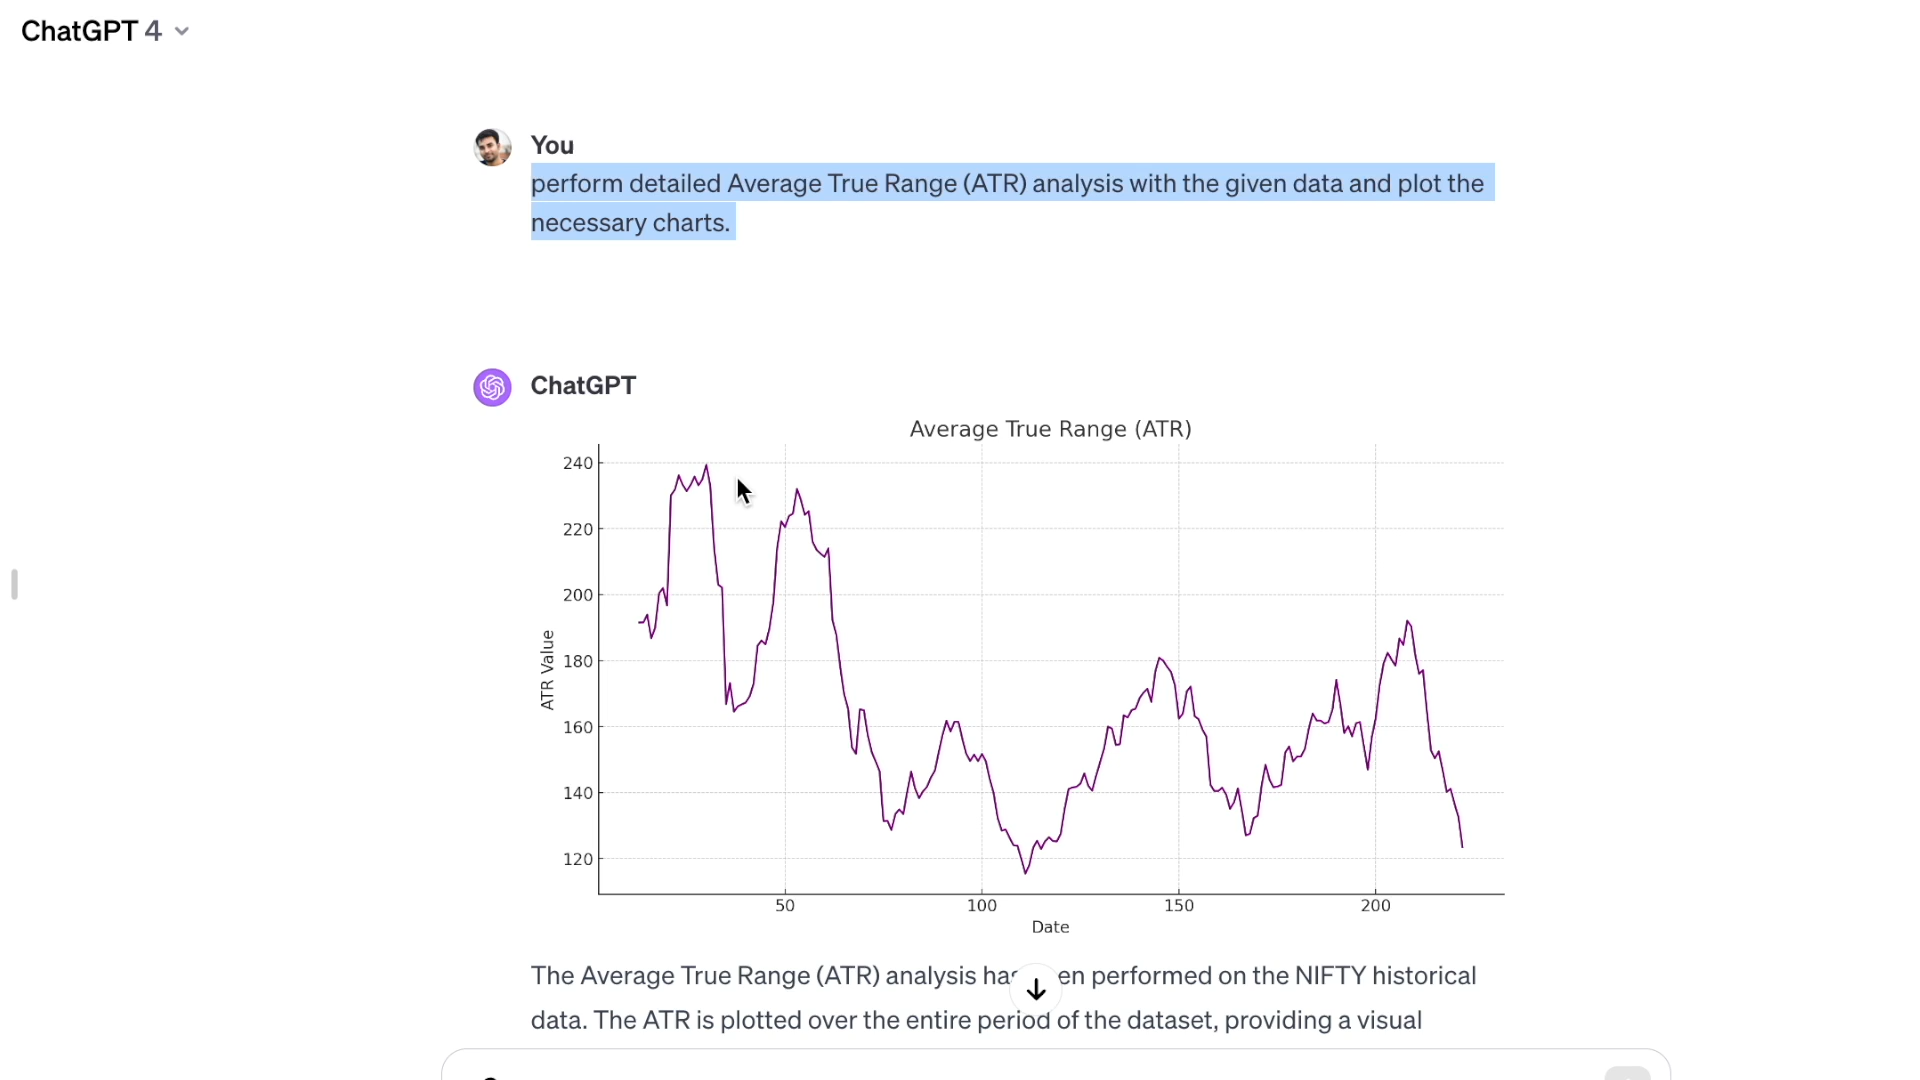 ChatGPT 4
You
perform detailed Average True Range (ATR) analysis with the given data and plot the
necessary charts.
ChatGPT
Average True Range (ATR)
240
220
200
180
160
140
120
ATR Value
50 100 150 200
Date
The Average True Range (ATR) analysis has en performed on the NIFTY historical
data. The ATR is plotted over the entire period of the dataset, providing a visual